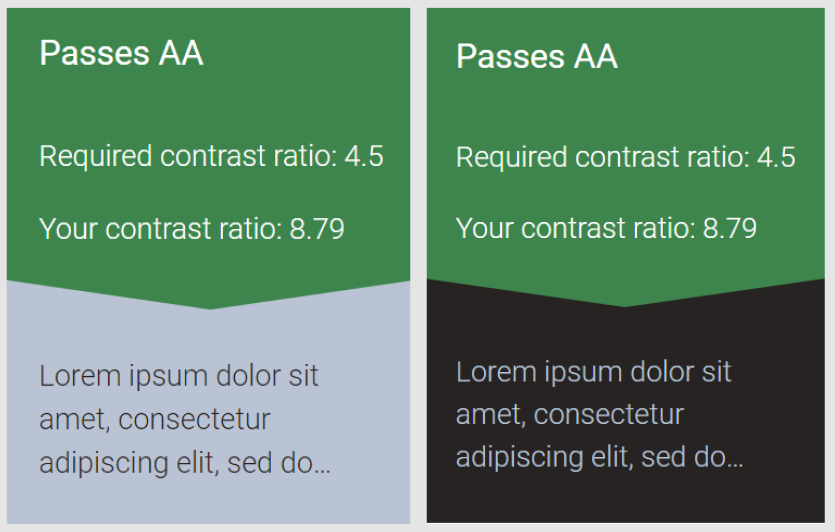 Passes AA
Required contrast ratio: 4.5
Your contrast ratio: 8.79
Lorem ipsum dolor sit
amet, consectetur
adipiscing elit, sed do...
Passes AA
Required contrast ratio: 4.5
Your contrast ratio: 8.79
Lorem ipsum dolor sit
amet, consectetur
adipiscing elit, sed do...